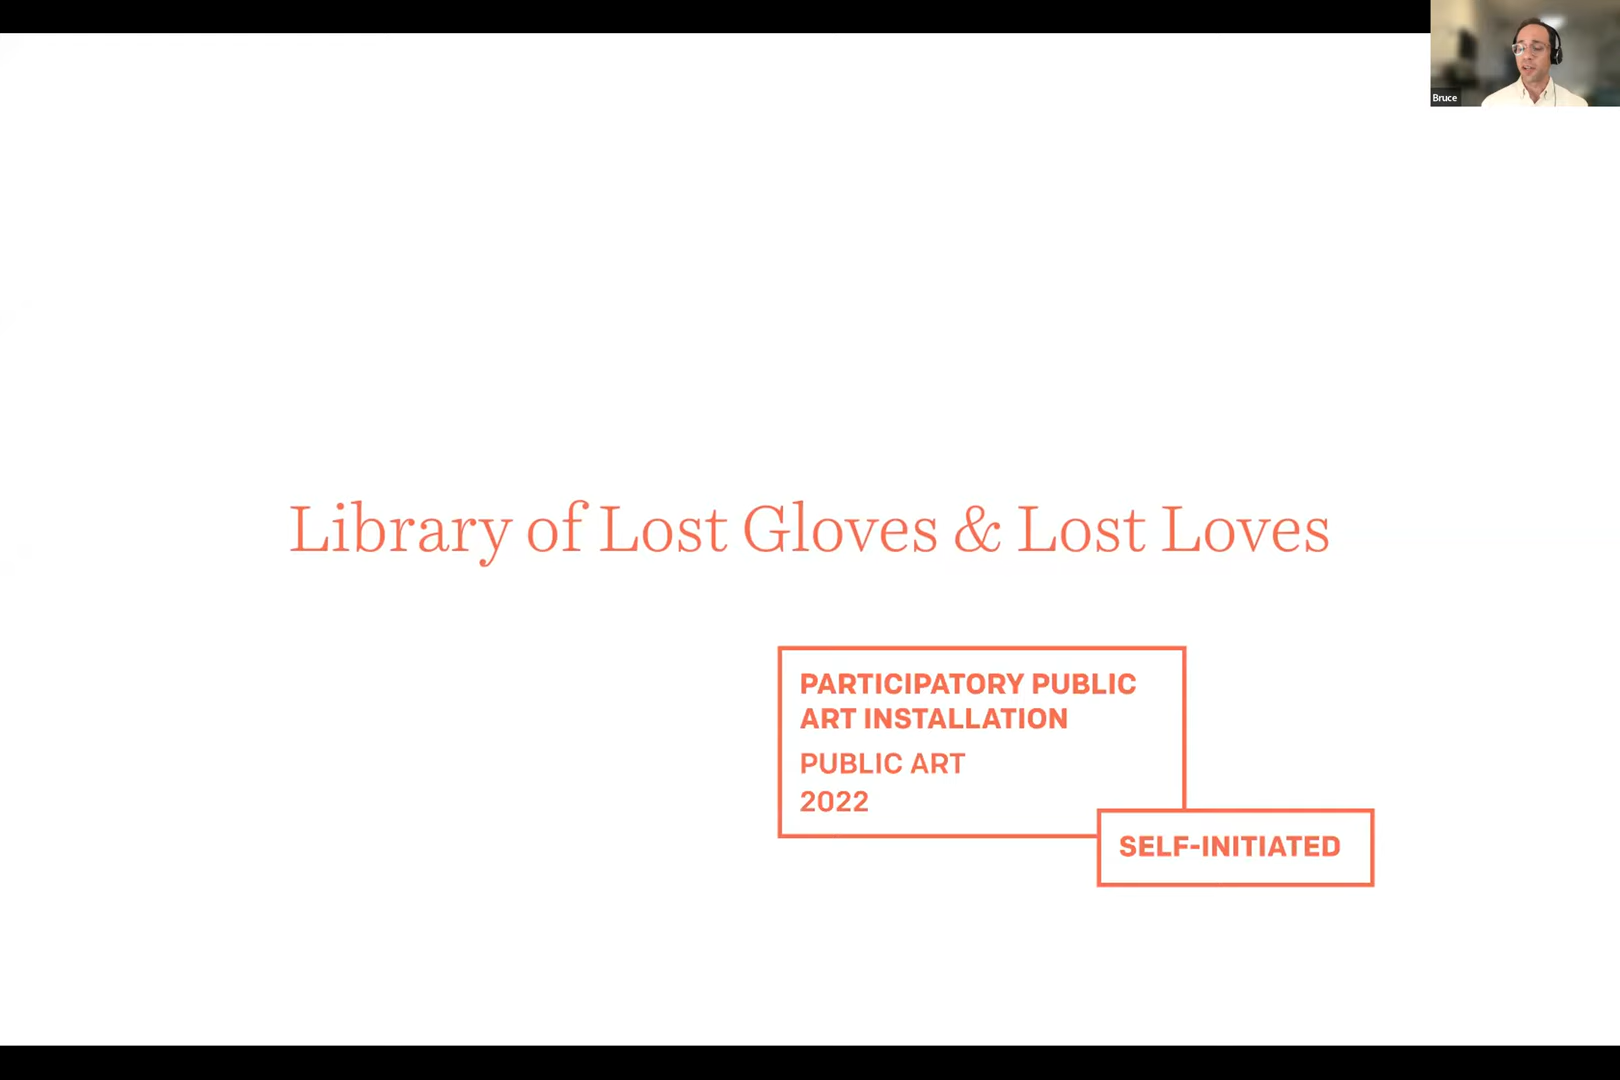 Bruce
Library of Lost Gloves & Lost Loves
PARTICIPATORY PUBLIC
ART INSTALLATION
PUBLIC ART
2022
SELF-INITIATED